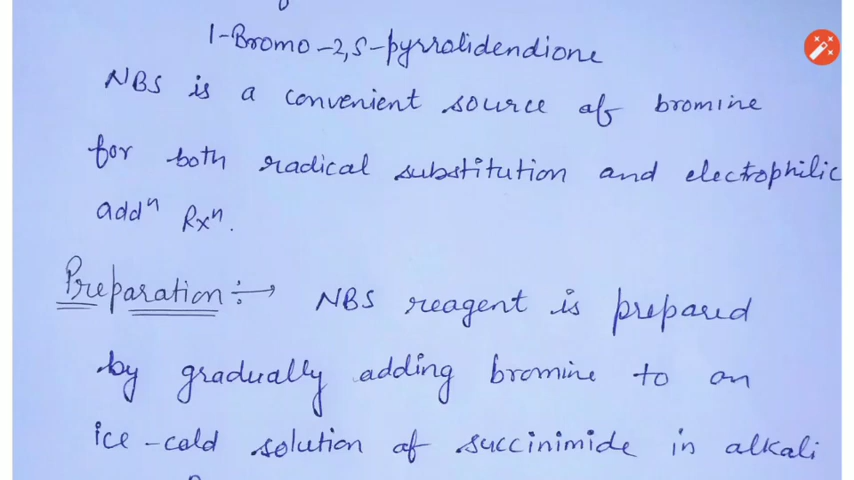 1-Bromo-2,5-pyrralidendione
NBS is a convenient source of bromine
for both radical substitution and electrophilic
addⁿ Rxⁿ.
Preparation ÷→ NBS reagent is prepared
by gradually adding bromine to an
ice-cold solution of succinimide in alkali